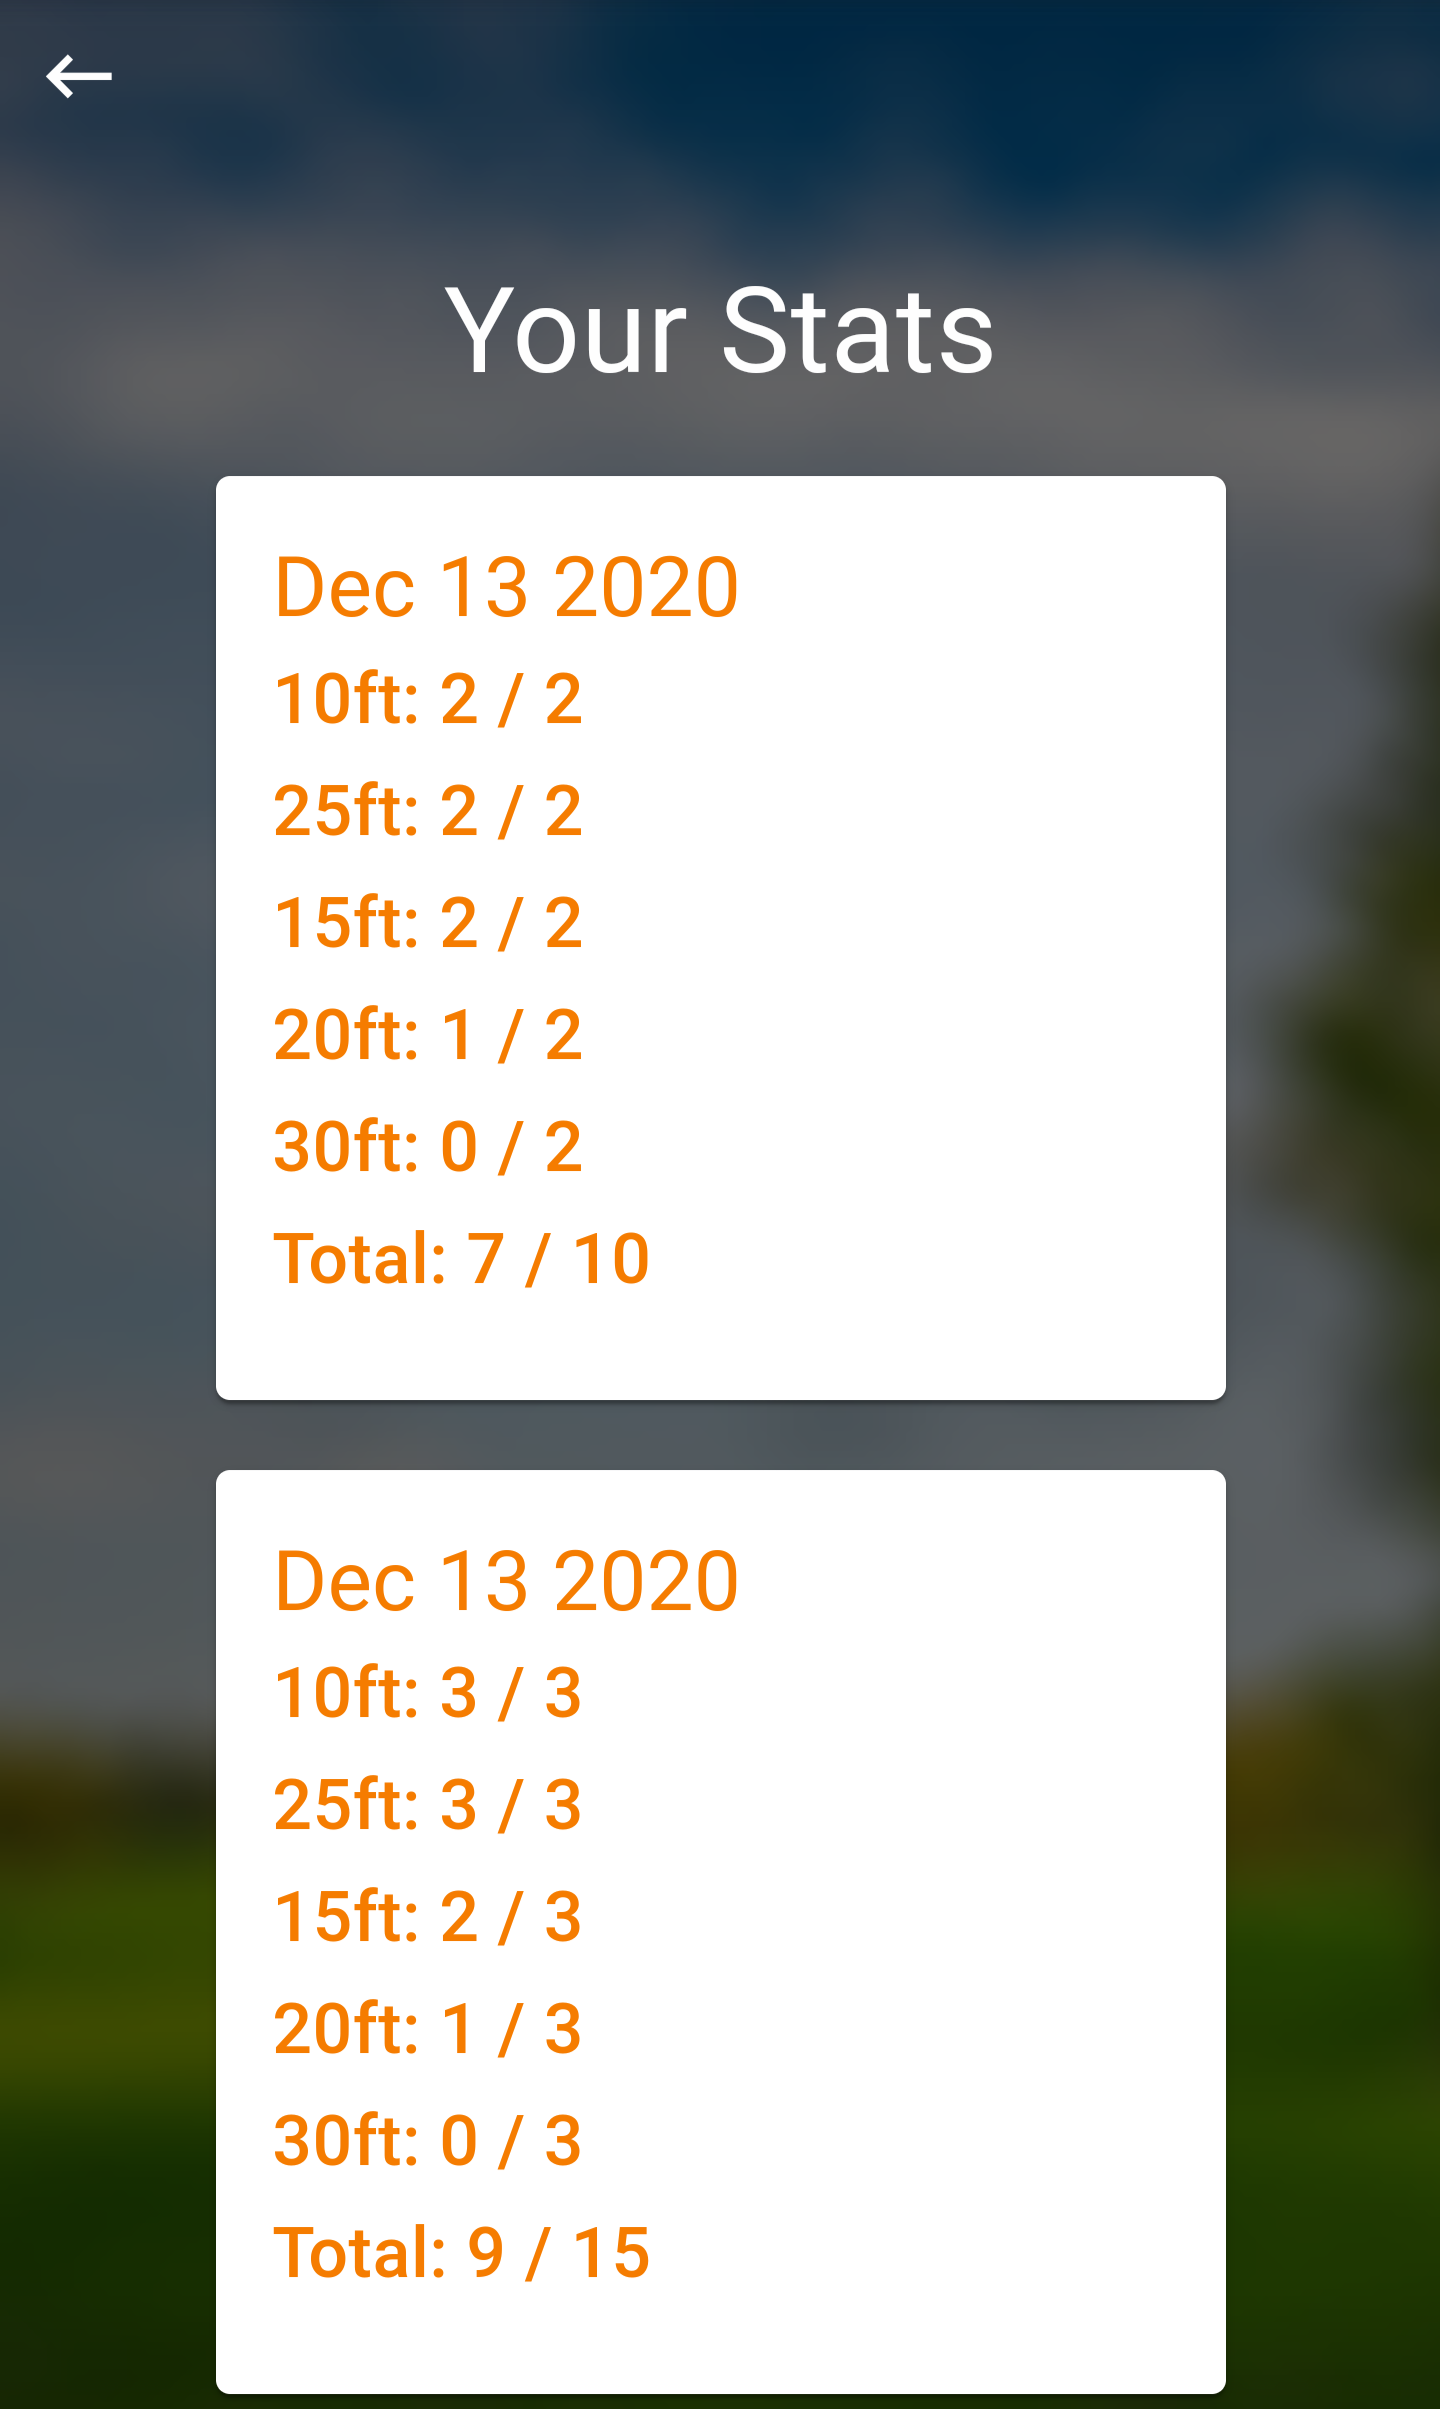 Your Stats
Dec 13 2020
10ft: 2 / 2
25ft: 2 / 2
15ft: 2 / 2
20ft: 1 / 2
30ft: 0 / 2
Total: 7 / 10
Dec 13 2020
10ft: 3 / 3
25ft: 3 / 3
15ft: 2 / 3
20ft: 1 / 3
30ft: 0 / 3
Total: 9 / 15